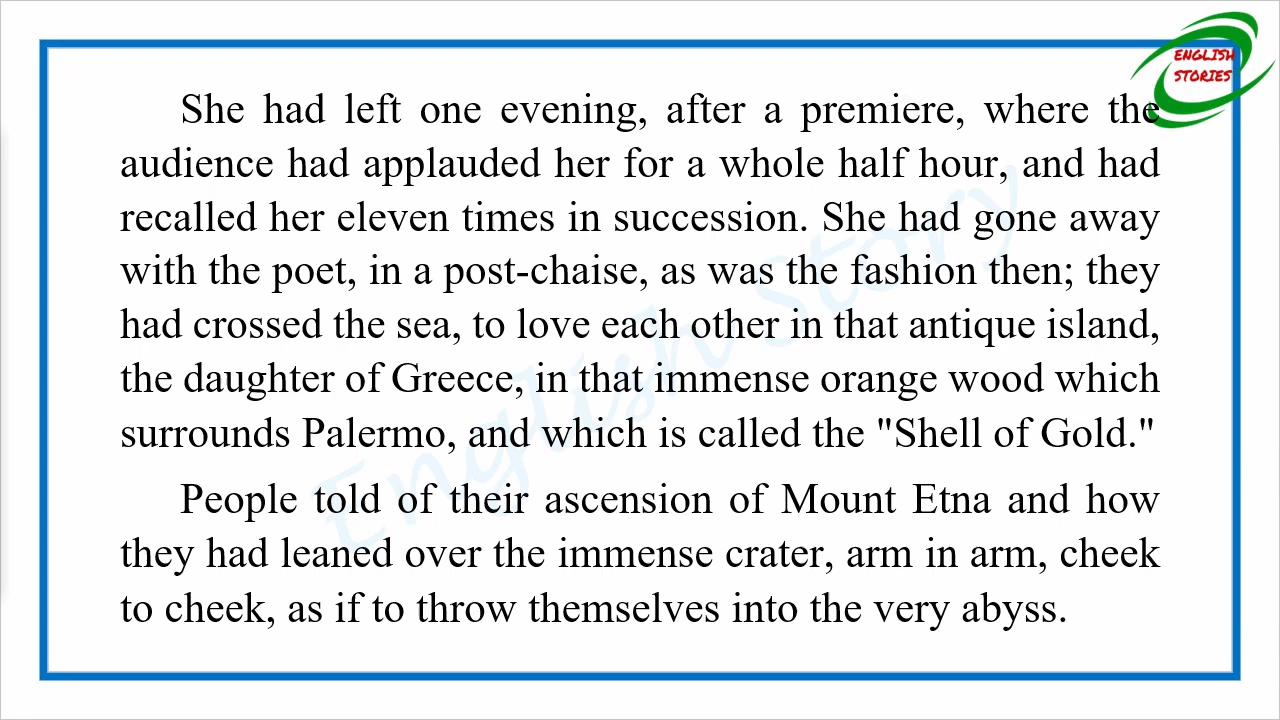 ENGLISH
STORIES
She had left one evening, after a premiere, where the
audience had applauded her for a whole half hour, and had
recalled her eleven times in succession. She had gone away
with the poet, in a post-chaise, as was the fashion then; they
had crossed the sea, to love each other in that antique island,
the daughter of Greece, in that immense orange wood which
surrounds Palermo, and which is called the "Shell of Gold."
People told of their ascension of Mount Etna and how
they had leaned over the immense crater, arm in arm, cheek
to cheek, as if to throw themselves into the very abyss.
English Story